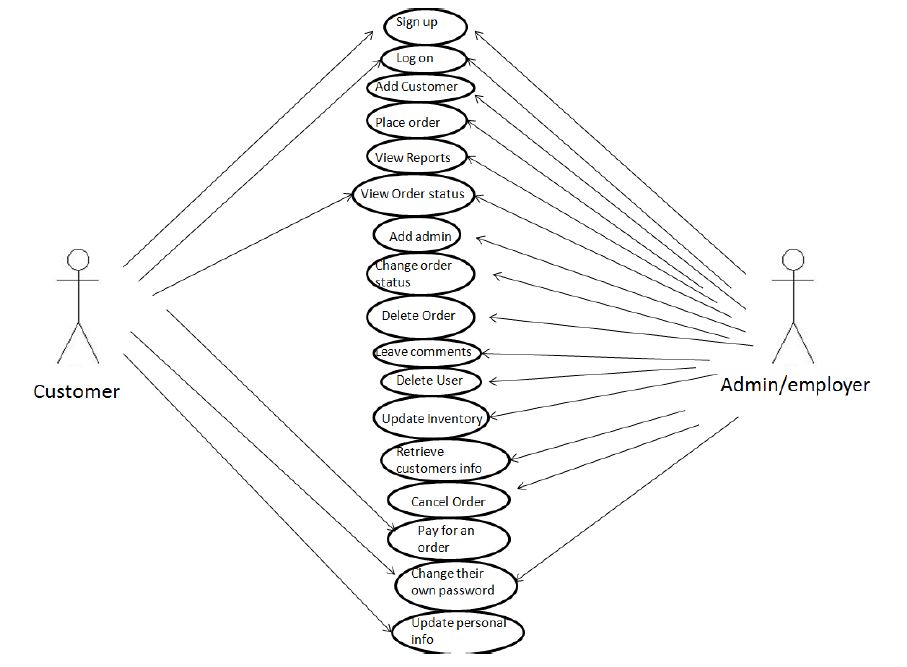 Sign up
Log on
Add Customer
Place order
View Reports
View Order status
Add admin
Change order
status
Delete Order
Leave comments
Delete User
Customer
Admin/employer
Update Inventory
Retrieve
customers info
Cancel Order
Pay for an
order
Change their
own password
Update personal
info